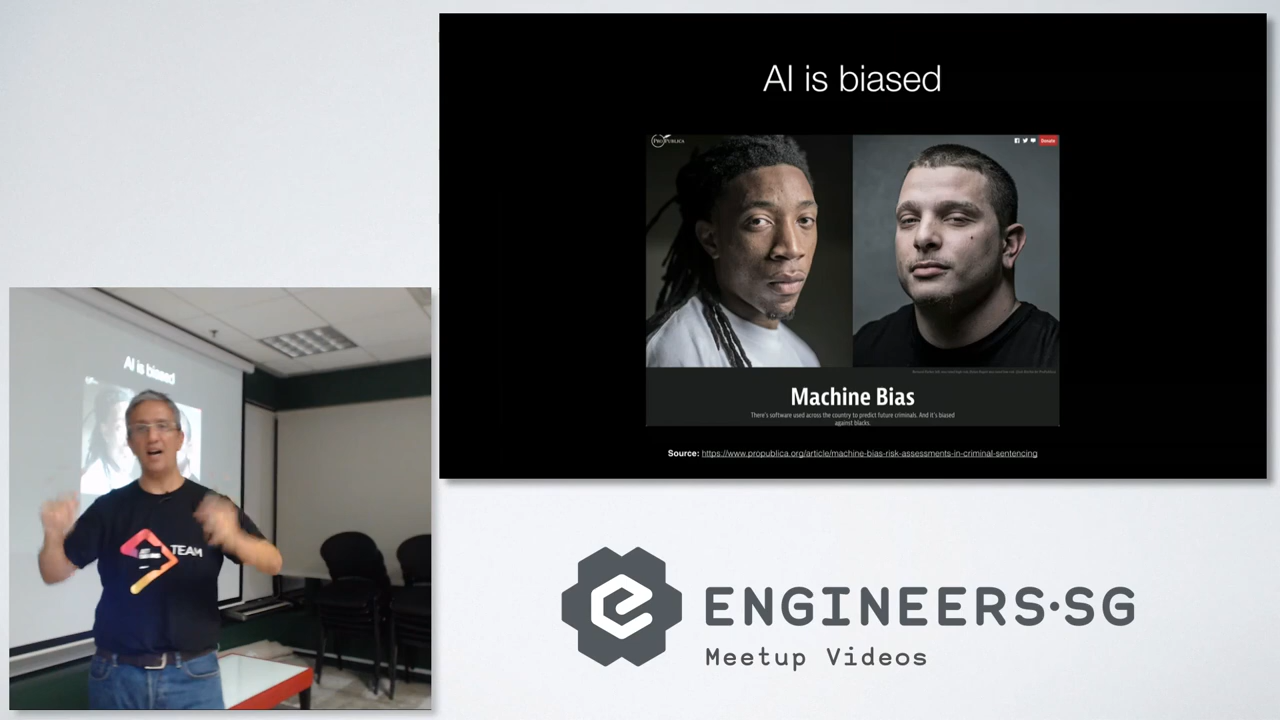 AI is biased
PROPUBLICA
Donate
Machine Bias
There's software used across the country to predict future criminals. And it's biased
against blacks.
Source: https://www.propublica.org/article/machine-bias-risk-assessments-in-criminal-sentencing
AI is biased
TEAM
ENGINEERS·SG
Meetup Videos